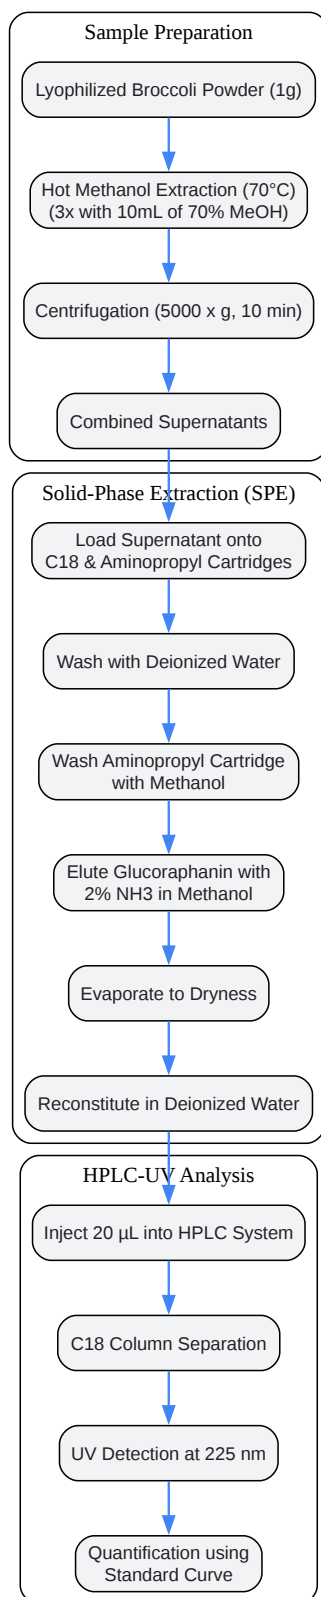 Sample Preparation
Lyophilized Broccoli Powder (1g)
Hot Methanol Extraction (70°C)
(3x with 10mL of 70% MeOH)
Centrifugation (5000 x g, 10 min)
Combined Supernatants
Solid-Phase Extraction (SPE)
Load Supernatant onto
C18 & Aminopropyl Cartridges
Wash with Deionized Water
Wash Aminopropyl Cartridge
with Methanol
Elute Glucoraphanin with
2% NH3 in Methanol
Evaporate to Dryness
Reconstitute in Deionized Water
HPLC-UV Analysis
Inject 20 µL into HPLC System
C18 Column Separation
UV Detection at 225 nm
Quantification using
Standard Curve